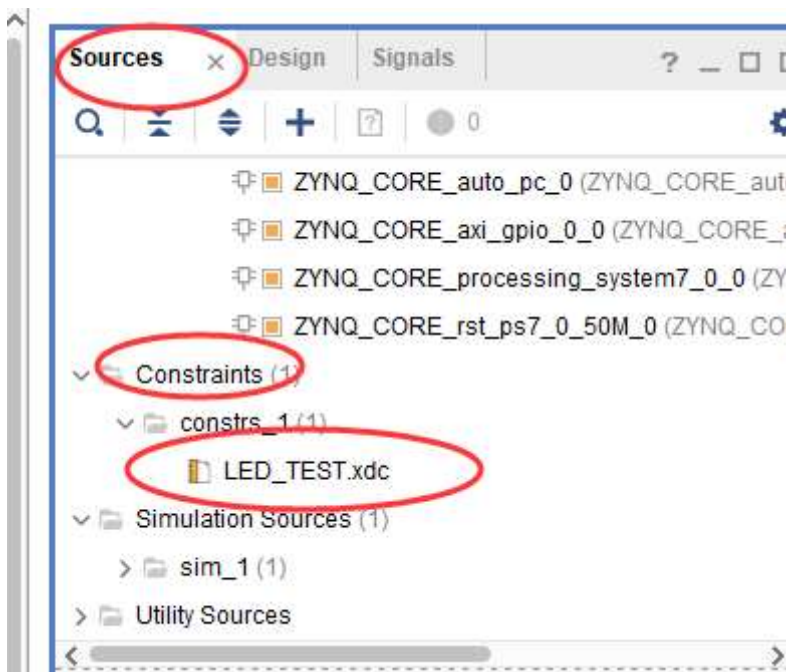 Sources × Design Signals ?
? 0
ZYNQ_CORE_auto_pc_0 (ZYNQ_CORE_aut
ZYNQ_CORE_axi_gpio_0_0 (ZYNQ_CORE_a
ZYNQ_CORE_processing_system7_0_0 (ZY
ZYNQ_CORE_rst_ps7_0_50M_0 (ZYNQ_CO
Constraints (1)
constrs_1 (1)
LED_TEST.xdc
Simulation Sources (1)
sim_1 (1)
Utility Sources